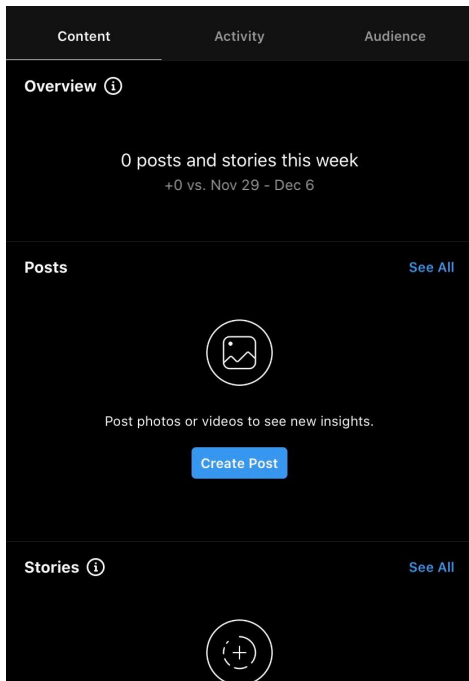 Content Activity Audience
Overview
0 posts and stories this week
+0 vs. Nov 29 - Dec 6
Posts See All
Post photos or videos to see new insights.
Create Post
Stories See All